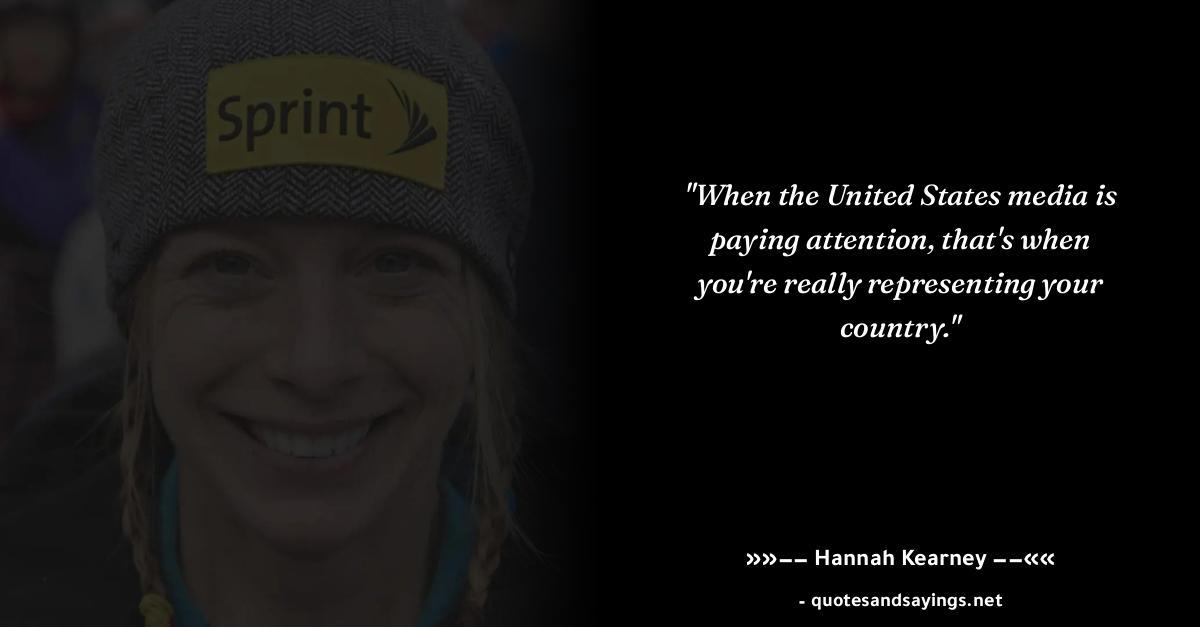 Sprint
"When the United States media is
paying attention, that's when
you're really representing your
country."
»»–– Hannah Kearney ––««
- quotesandsayings.net